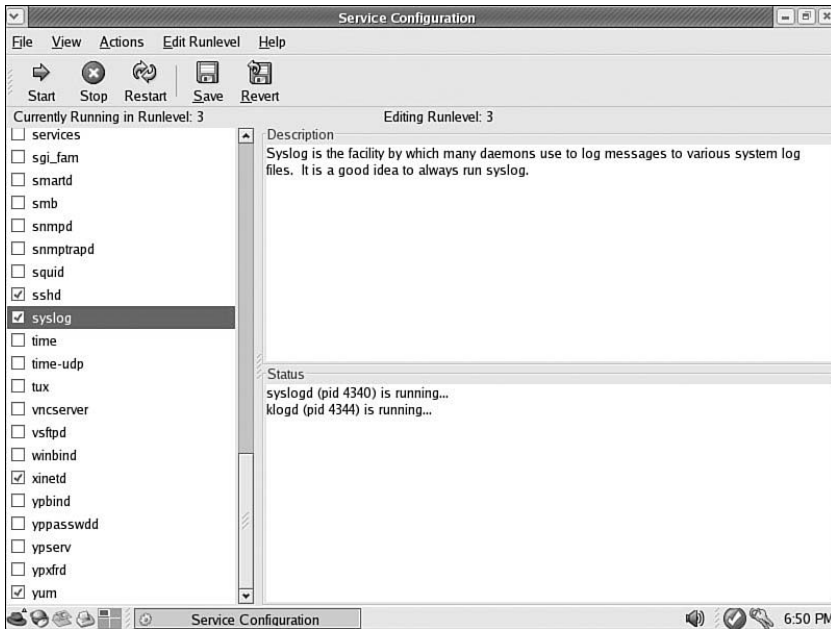 Service Configuration
File View Actions Edit Runlevel Help
Start Stop Restart Save Revert
Currently Running in Runlevel: 3 Editing Runlevel: 3
services
sgi_fam
smartd
smb
snmpd
snmptrapd
squid
sshd
syslog
time
time-udp
tux
vncserver
vsftpd
winbind
xinetd
ypbind
yppasswdd
ypserv
ypxfrd
yum
Description
Syslog is the facility by which many daemons use to log messages to various system log
files. It is a good idea to always run syslog.
Status
syslogd (pid 4340) is running...
klogd (pid 4344) is running...
Service Configuration
6:50 PM